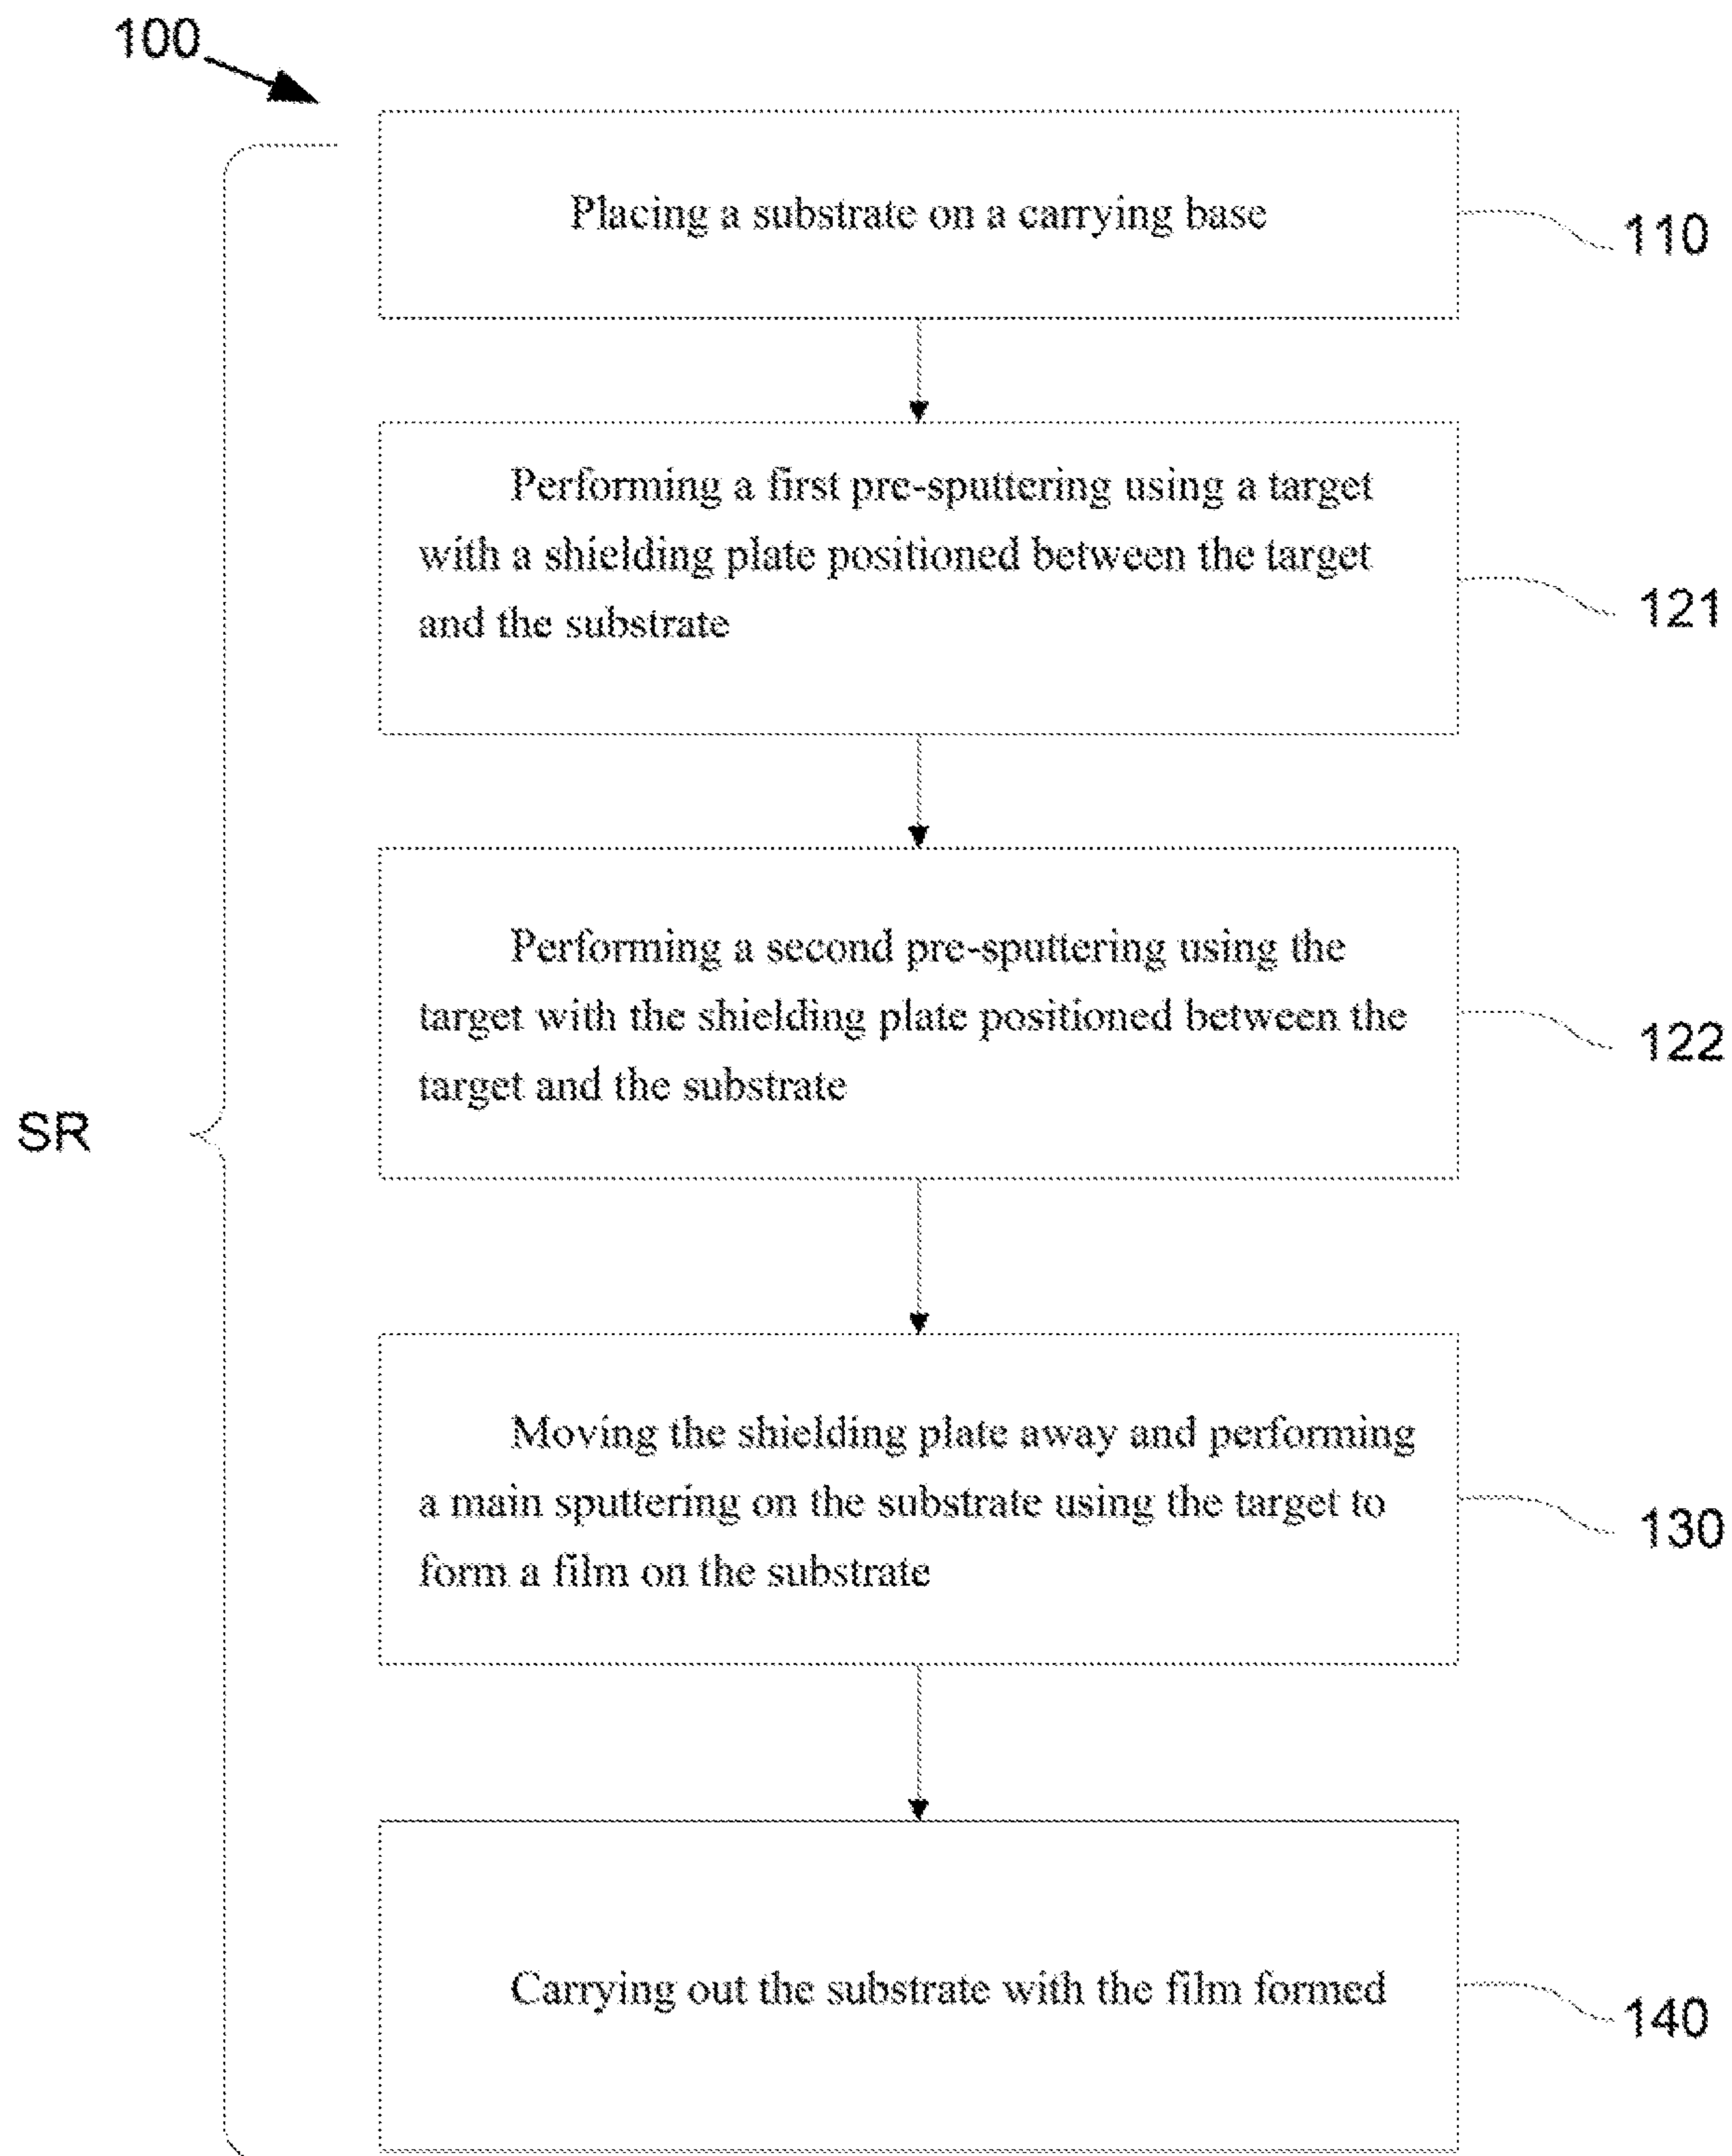 100
Placing a substrate on a carrying base
110
Performing a first pre-sputtering using a target
with a shielding plate positioned between the target
and the substrate
121
Performing a second pre-sputtering using the
target with the shielding plate positioned between the
target and the substrate
122
SR
Moving the shielding plate away and performing
a main sputtering on the substrate using the target to
form a film on the substrate
130
Carrying out the substrate with the film formed
140